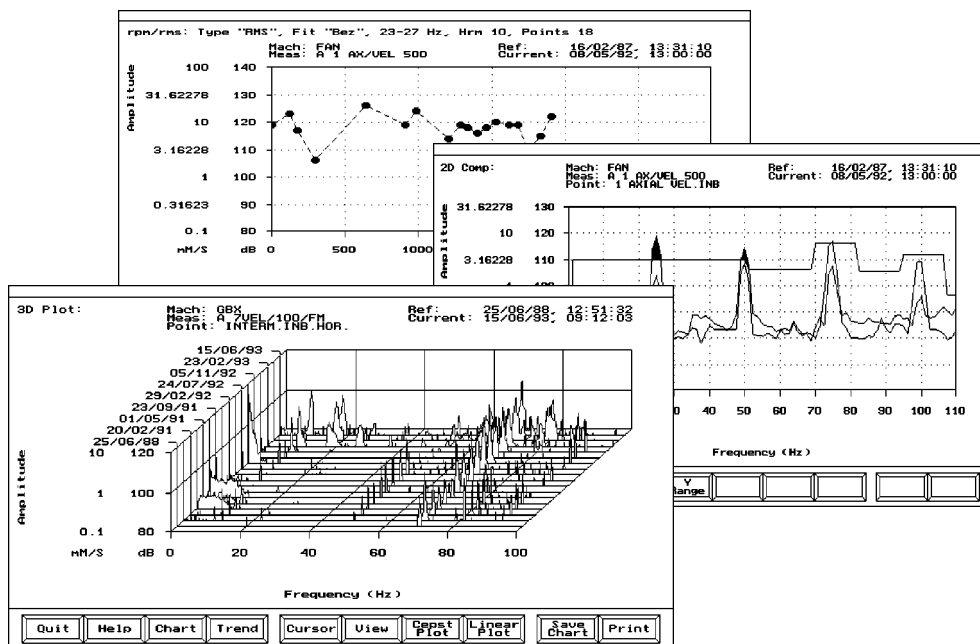 rpm/rms: Type "RMS", Fit "Bez", 23-27 Hz, Hrm 10, Points 18
Mach: FAN Ref: 16/02/87, 13:31:10
Meas: A 1 AX/VEL 500 Current: 08/05/92, 13:00:00
Amplitude
100 140
31.62278 130
10 120
3.16228 110
1 100
0.31623 90
0.1 80
mM/S dB 0 500 1000
2D Comp: Mach: FAN Ref: 16/02/87, 13:31:10
Meas: A 1 AX/VEL 500 Current: 08/05/92, 13:00:00
Point: 1 AXIAL VEL.INB
Amplitude
31.62278 130
10 120
3.16228 110
30 40 50 60 70 80 90 100 110
Frequency (Hz)
Y
3D Plot: Mach: GBX Ref: 25/06/88, 12:51:32
Meas: A 7VEL/100/FM Current: 15/06/93, 09:12:03
Point: INTERM.INB.HOR.
15/06/93
23/02/93
05/11/92
24/07/92
29/02/92
23/09/91
01/05/91
20/02/91
25/06/88
Amplitude
10 120
1 100
0.1 80
mM/S dB 0 20 40 60 80 100
Frequency (Hz)
Quit Help Chart Trend Cursor View Cepst Plot Linear Plot Save Chart Print